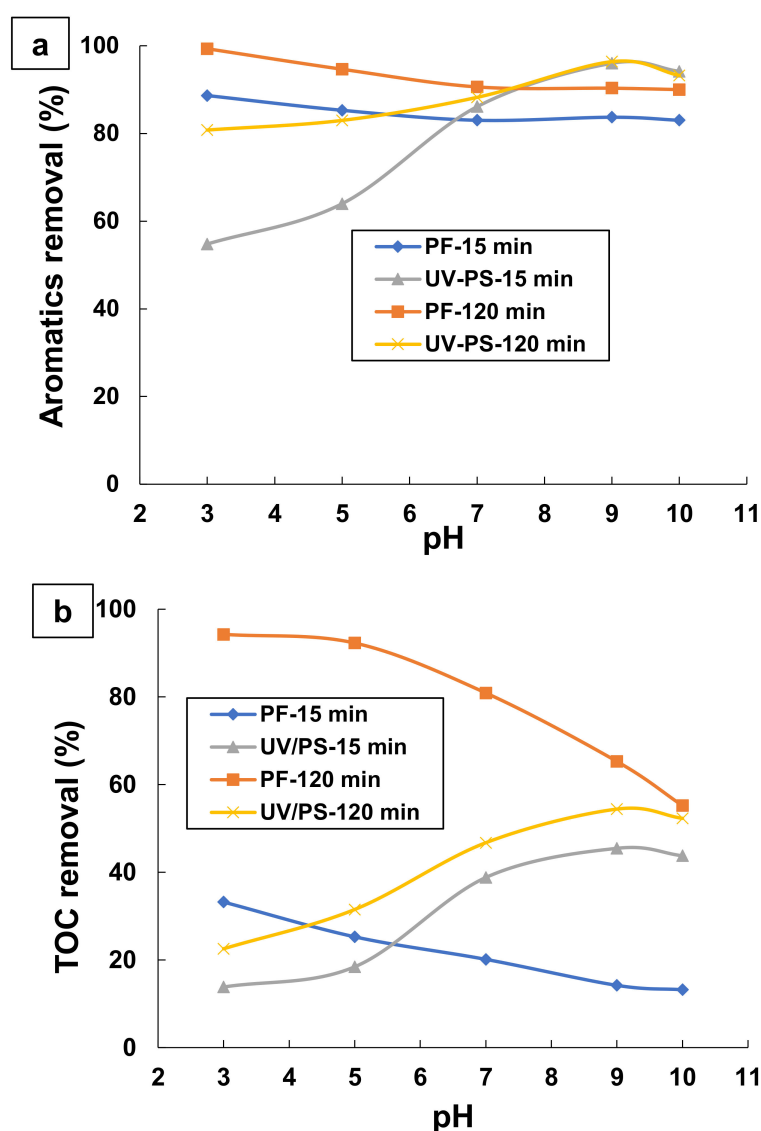 a
100
80
60
40
20
0
Aromatics removal (%)
PF-15 min
UV-PS-15 min
PF-120 min
UV-PS-120 min
2 3 4 5 6 7 8 9 10 11
pH
b
100
80
60
40
20
0
TOC removal (%)
PF-15 min
UV/PS-15 min
PF-120 min
UV/PS-120 min
2 3 4 5 6 7 8 9 10 11
pH